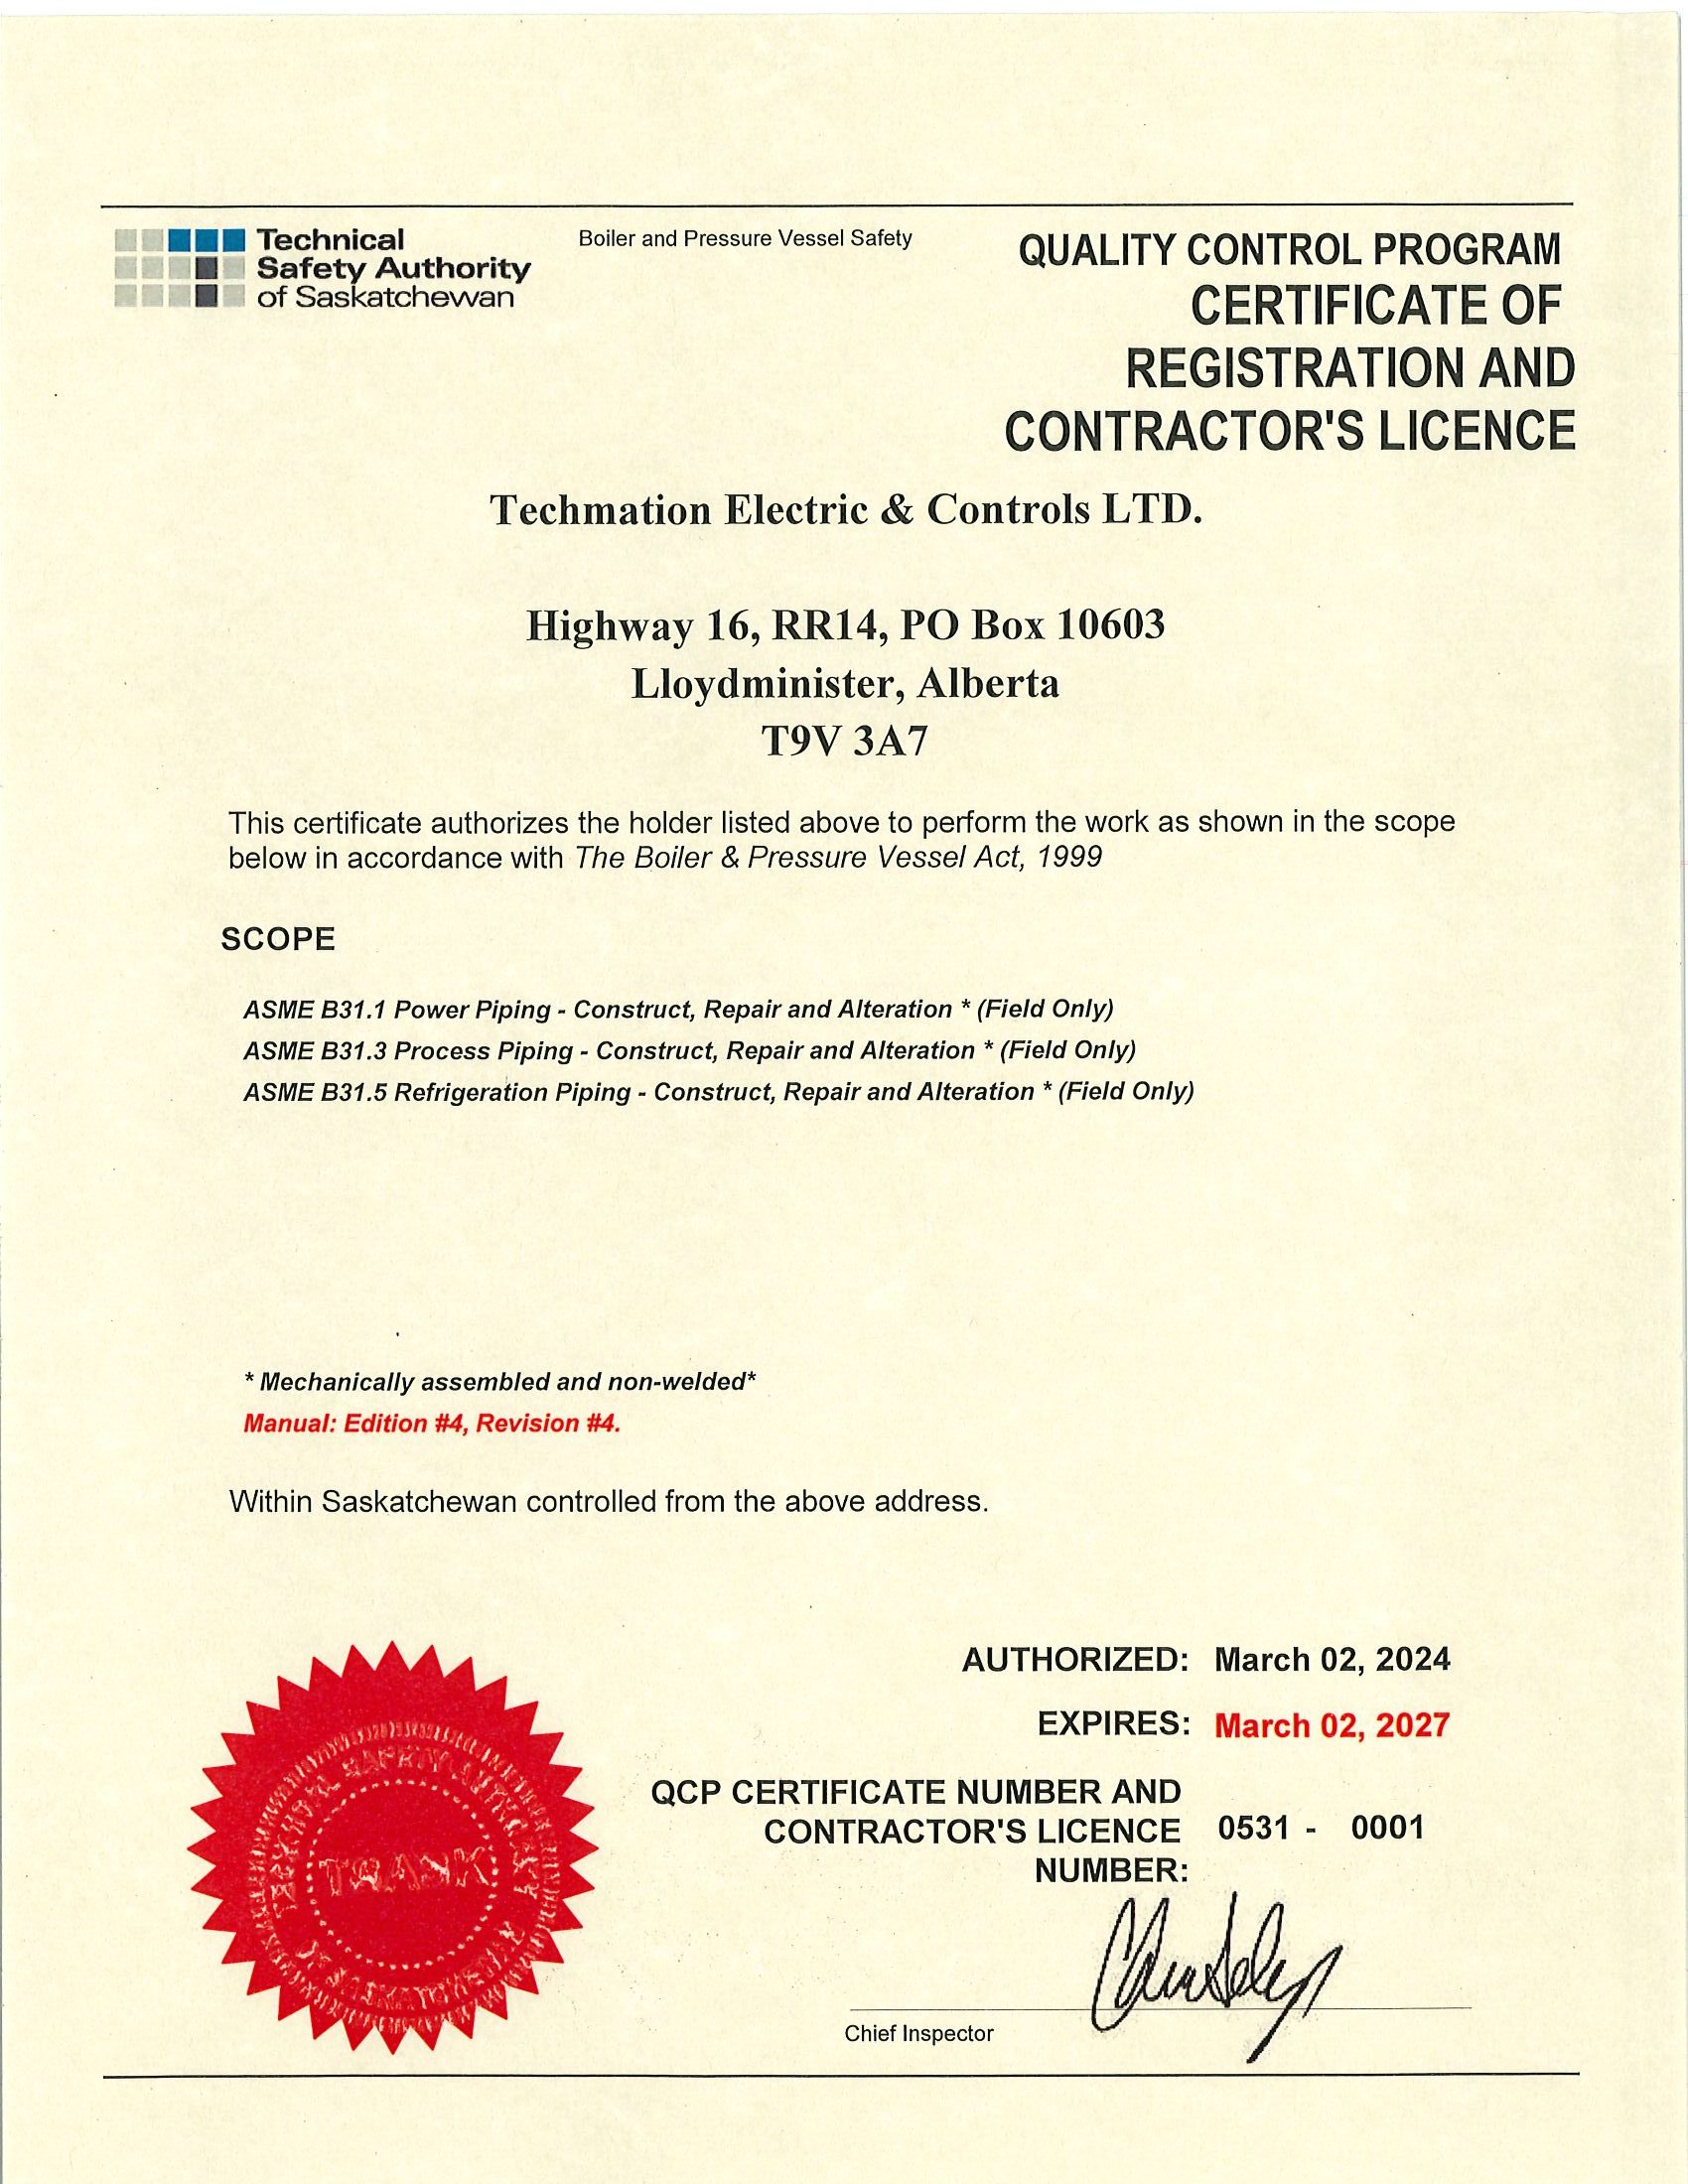 Technical
Safety Authority
of Saskatchewan
Boiler and Pressure Vessel Safety
QUALITY CONTROL PROGRAM
CERTIFICATE OF
REGISTRATION AND
CONTRACTOR'S LICENCE
Techmation Electric & Controls LTD.
Highway 16, RR14, PO Box 10603
Lloydminister, Alberta
T9V 3A7
This certificate authorizes the holder listed above to perform the work as shown in the scope
below in accordance with The Boiler & Pressure Vessel Act, 1999
SCOPE
ASME B31.1 Power Piping - Construct, Repair and Alteration * (Field Only)
ASME B31.3 Process Piping - Construct, Repair and Alteration * (Field Only)
ASME B31.5 Refrigeration Piping - Construct, Repair and Alteration * (Field Only)
* Mechanically assembled and non-welded*
Manual: Edition #4, Revision #4.
Within Saskatchewan controlled from the above address.
AUTHORIZED: March 02, 2024
EXPIRES: March 02, 2027
QCP CERTIFICATE NUMBER AND
CONTRACTOR'S LICENCE 0531 - 0001
NUMBER:
Chief Inspector